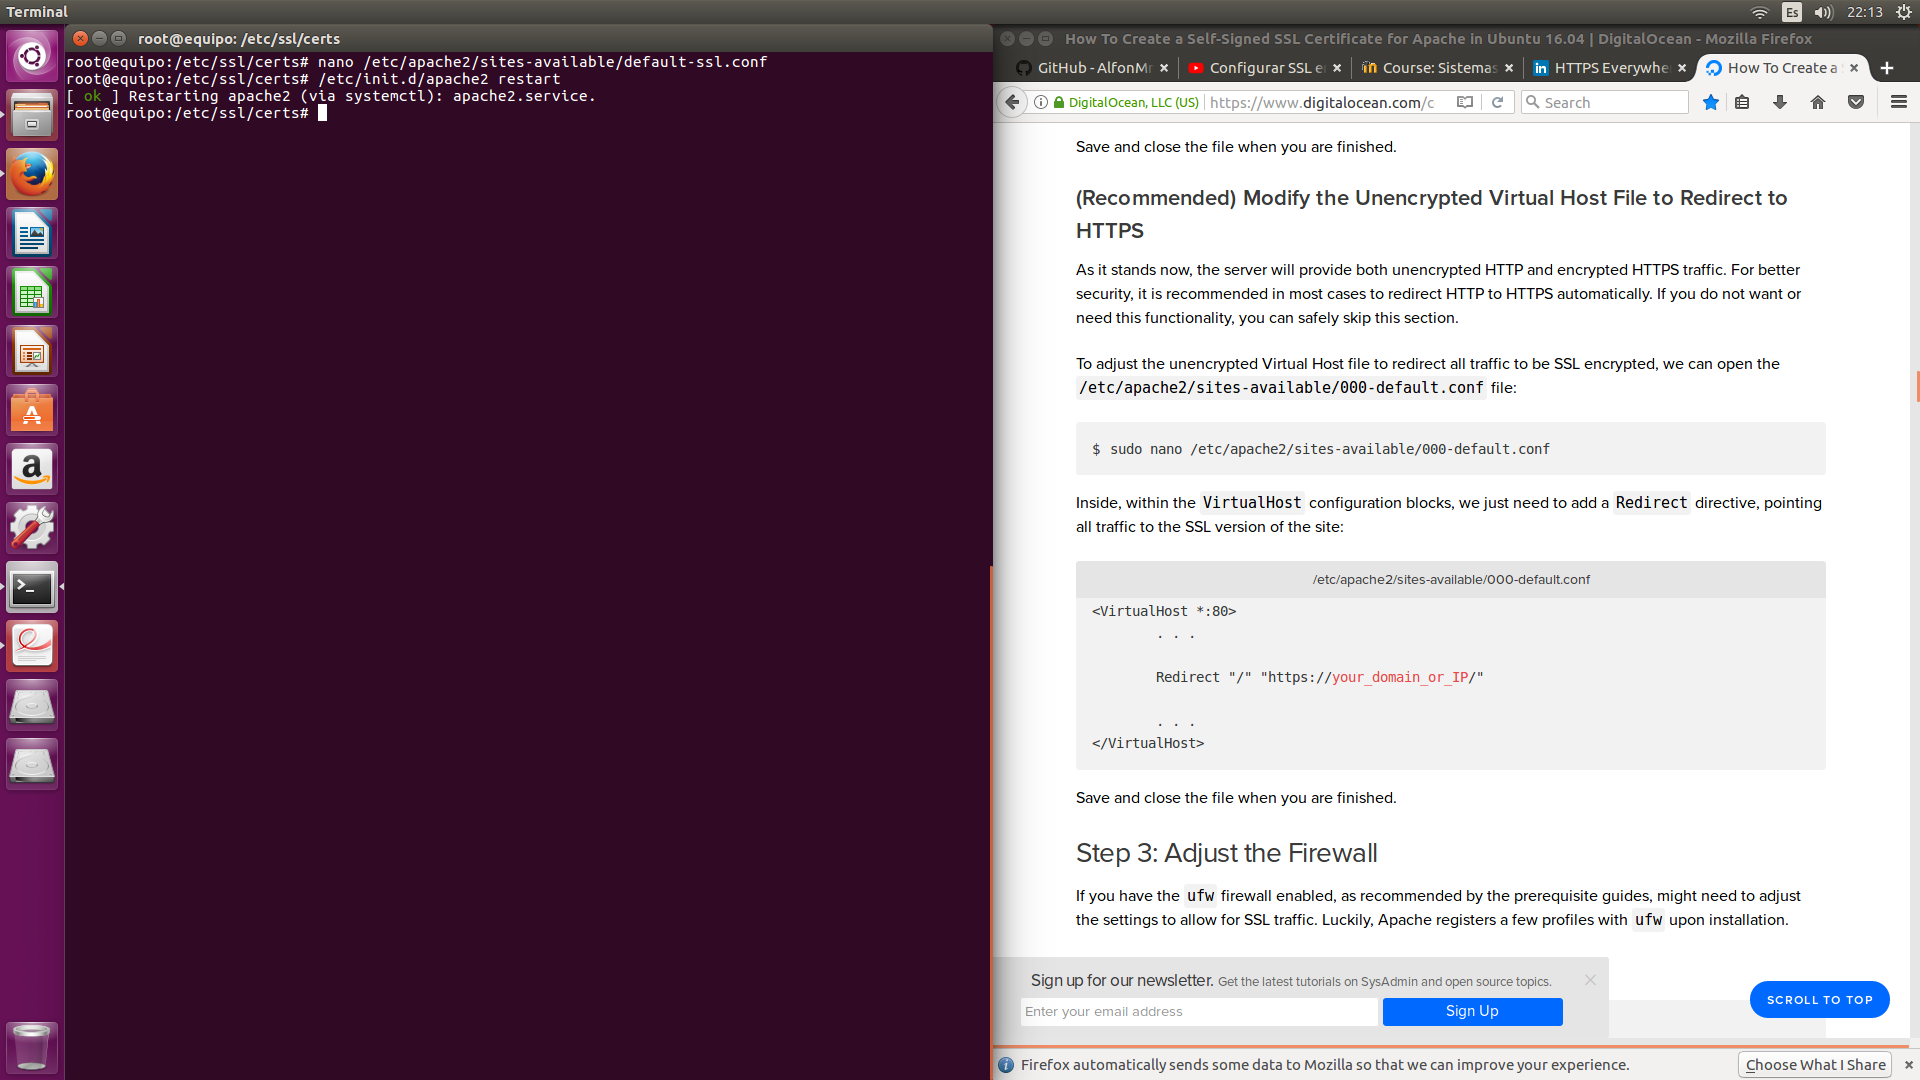 Terminal
Es
22:13
root@equipo: /etc/ssl/certs
root@equipo:/etc/ssl/certs# nano /etc/apache2/sites-available/default-ssl.conf
root@equipo:/etc/ssl/certs# /etc/init.d/apache2 restart
[ ok ] Restarting apache2 (via systemctl): apache2.service.
root@equipo:/etc/ssl/certs#
How To Create a Self-Signed SSL Certificate for Apache in Ubuntu 16.04 | DigitalOcean - Mozilla Firefox
GitHub - AlfonMr
Configurar SSL e
Course: Sistemas
HTTPS Everywhe
How To Create a
DigitalOcean, LLC (US)
https://www.digitalocean.com/c
Search
Save and close the file when you are finished.
(Recommended) Modify the Unencrypted Virtual Host File to Redirect to
HTTPS
As it stands now, the server will provide both unencrypted HTTP and encrypted HTTPS traffic. For better
security, it is recommended in most cases to redirect HTTP to HTTPS automatically. If you do not want or
need this functionality, you can safely skip this section.
To adjust the unencrypted Virtual Host file to redirect all traffic to be SSL encrypted, we can open the
/etc/apache2/sites-available/000-default.conf file:
$ sudo nano /etc/apache2/sites-available/000-default.conf
Inside, within the VirtualHost configuration blocks, we just need to add a Redirect directive, pointing
all traffic to the SSL version of the site:
/etc/apache2/sites-available/000-default.conf
<VirtualHost *:80>
. . .
Redirect "/" "https://your_domain_or_IP/"
. . .
</VirtualHost>
Save and close the file when you are finished.
Step 3: Adjust the Firewall
If you have the ufw firewall enabled, as recommended by the prerequisite guides, might need to adjust
the settings to allow for SSL traffic. Luckily, Apache registers a few profiles with ufw upon installation.
Sign up for our newsletter. Get the latest tutorials on SysAdmin and open source topics.
Enter your email address
Sign Up
SCROLL TO TOP
Firefox automatically sends some data to Mozilla so that we can improve your experience.
Choose What I Share